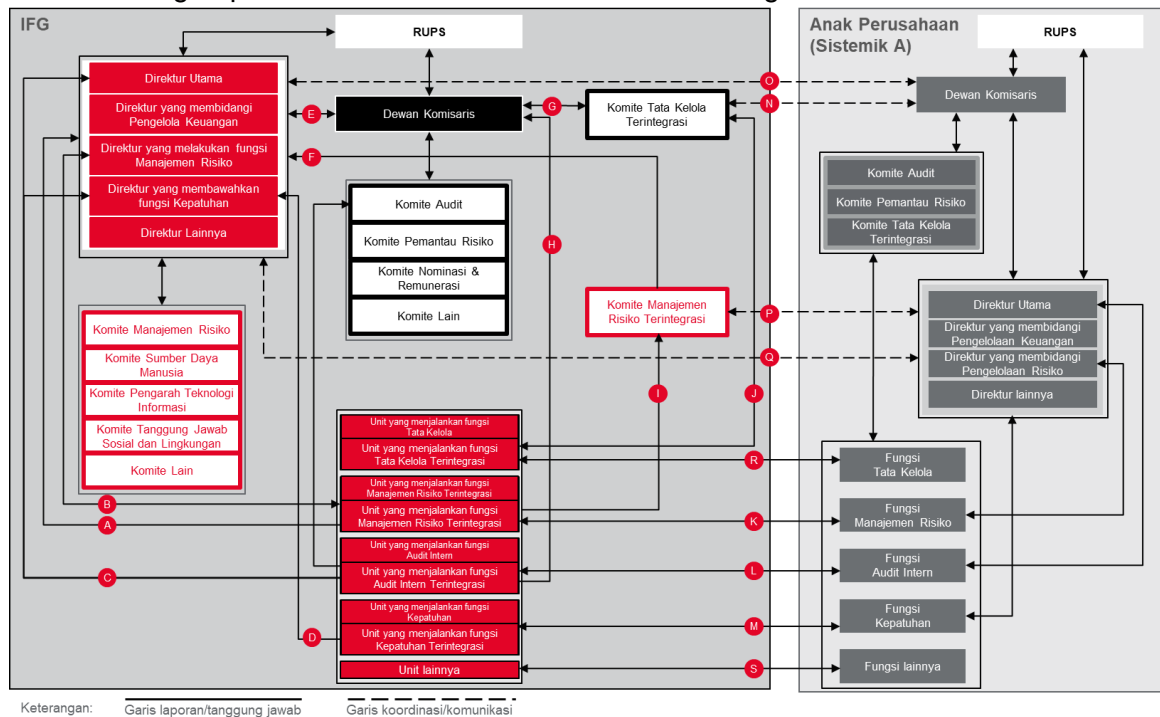 IFG
RUPS
Direktur Utama
Direktur yang membidangi
Pengelola Keuangan
Direktur yang melakukan fungsi
Manajemen Risiko
Direktur yang membawahkan
fungsi Kepatuhan
Direktur Lainnya
E
Dewan Komisaris
G
Komite Tata Kelola
Terintegrasi
O
N
F
Komite Audit
Komite Pemantau Risiko
Komite Nominasi &
Remunerasi
Komite Lain
H
Komite Manajemen
Risiko Terintegrasi
P
Q
Komite Manajemen Risiko
Komite Sumber Daya
Manusia
Komite Pengarah Teknologi
Informasi
Komite Tanggung Jawab
Sosial dan Lingkungan
Komite Lain
I
J
B
A
C
D
Unit yang menjalankan fungsi
Tata Kelola
Unit yang menjalankan fungsi
Tata Kelola Terintegrasi
Unit yang menjalankan fungsi
Manajemen Risiko Terintegrasi
Unit yang menjalankan fungsi
Manajemen Risiko Terintegrasi
Unit yang menjalankan fungsi
Audit Intern
Unit yang menjalankan fungsi
Audit Intern Terintegrasi
Unit yang menjalankan fungsi
Kepatuhan
Unit yang menjalankan fungsi
Kepatuhan Terintegrasi
Unit lainnya
R
K
L
M
S
Anak Perusahaan
(Sistemik A)
RUPS
Dewan Komisaris
Komite Audit
Komite Pemantau Risiko
Komite Tata Kelola
Terintegrasi
Direktur Utama
Direktur yang membidangi
Pengelolaan Keuangan
Direktur yang membidangi
Pengelolaan Risiko
Direktur lainnya
Fungsi
Tata Kelola
Fungsi
Manajemen Risiko
Fungsi
Audit Intern
Fungsi
Kepatuhan
Fungsi lainnya
Keterangan:
Garis laporan/tanggung jawab
Garis koordinasi/komunikasi